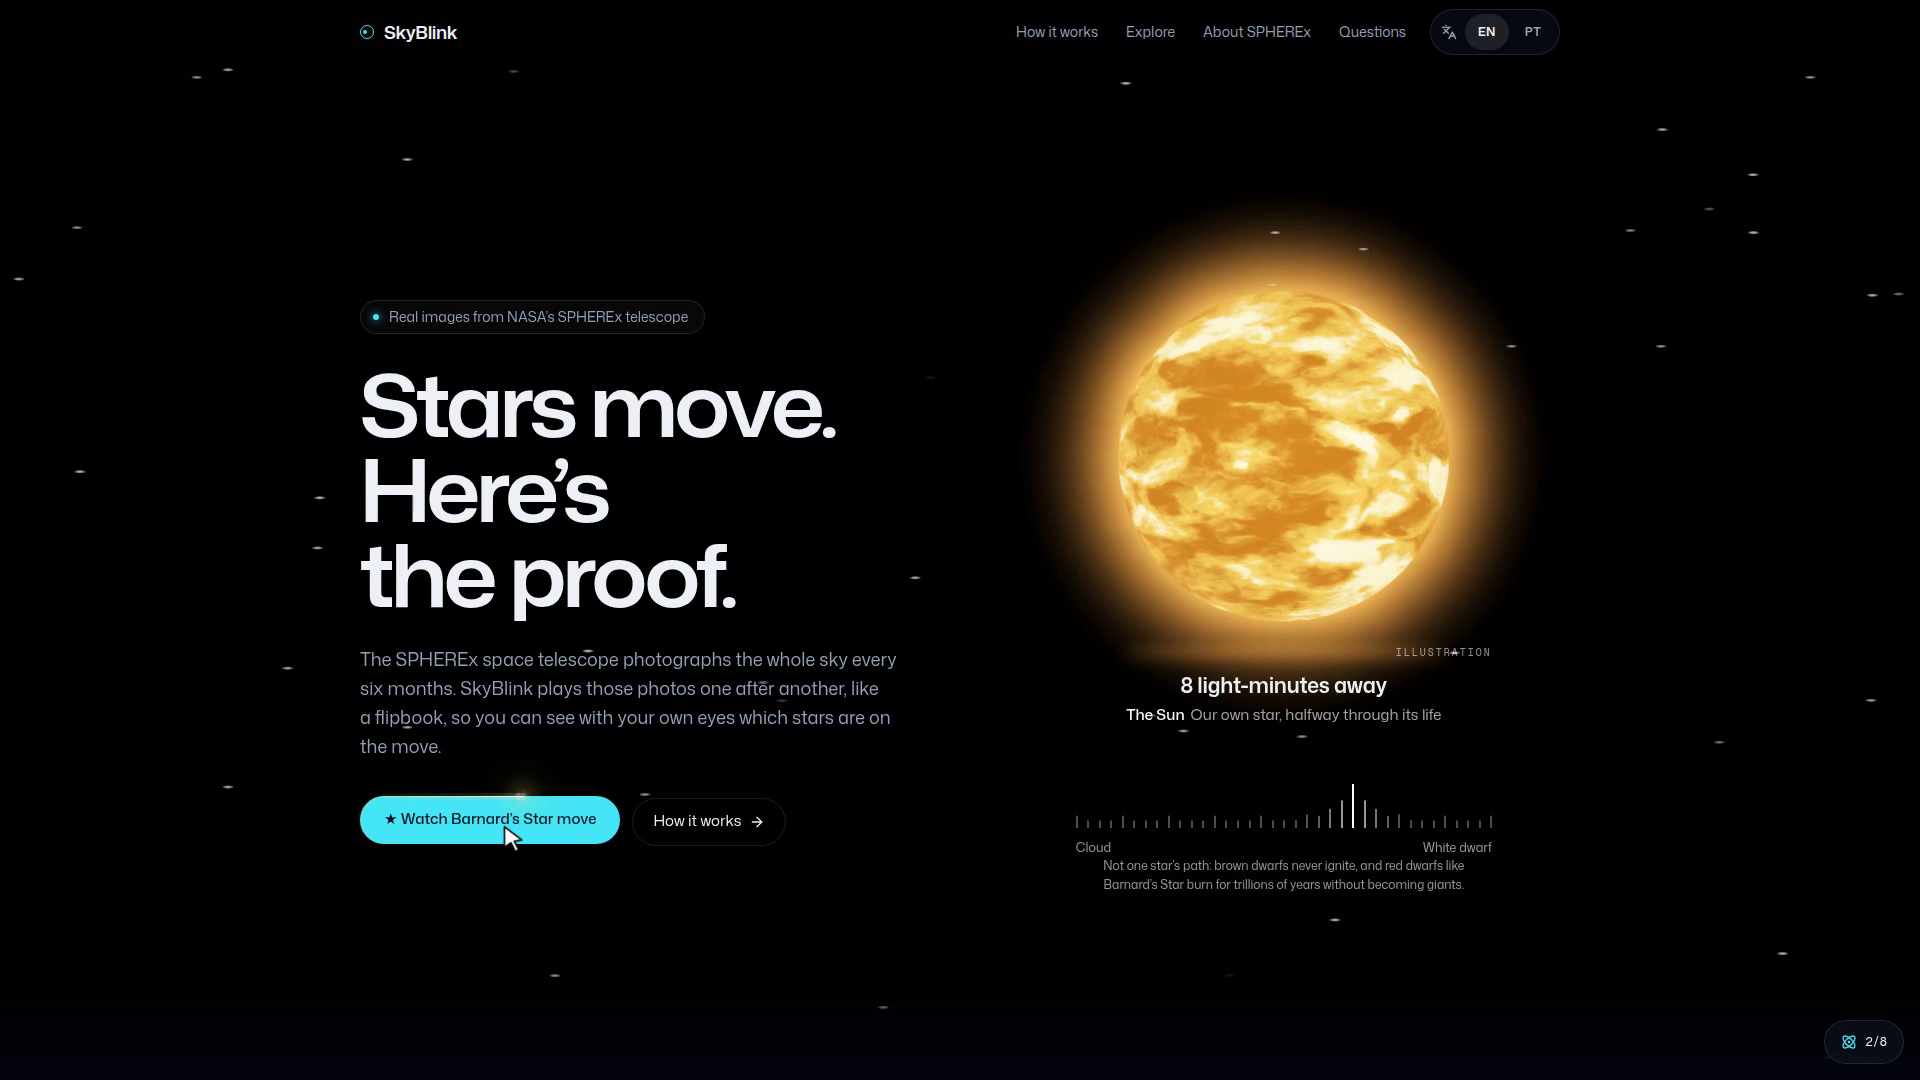 SkyBlink
How it works
Explore
About SPHEREx
Questions
EN
PT
Real images from NASA's SPHEREx telescope
Stars move.
Here's
the proof.
The SPHEREx space telescope photographs the whole sky every
six months. SkyBlink plays those photos one after another, like
a flipbook, so you can see with your own eyes which stars are on
the move.
★ Watch Barnard's Star move
How it works →
ILLUSTRATION
8 light-minutes away
The Sun Our own star, halfway through its life
Cloud
White dwarf
Not one star's path: brown dwarfs never ignite, and red dwarfs like
Barnard's Star burn for trillions of years without becoming giants.
2/8